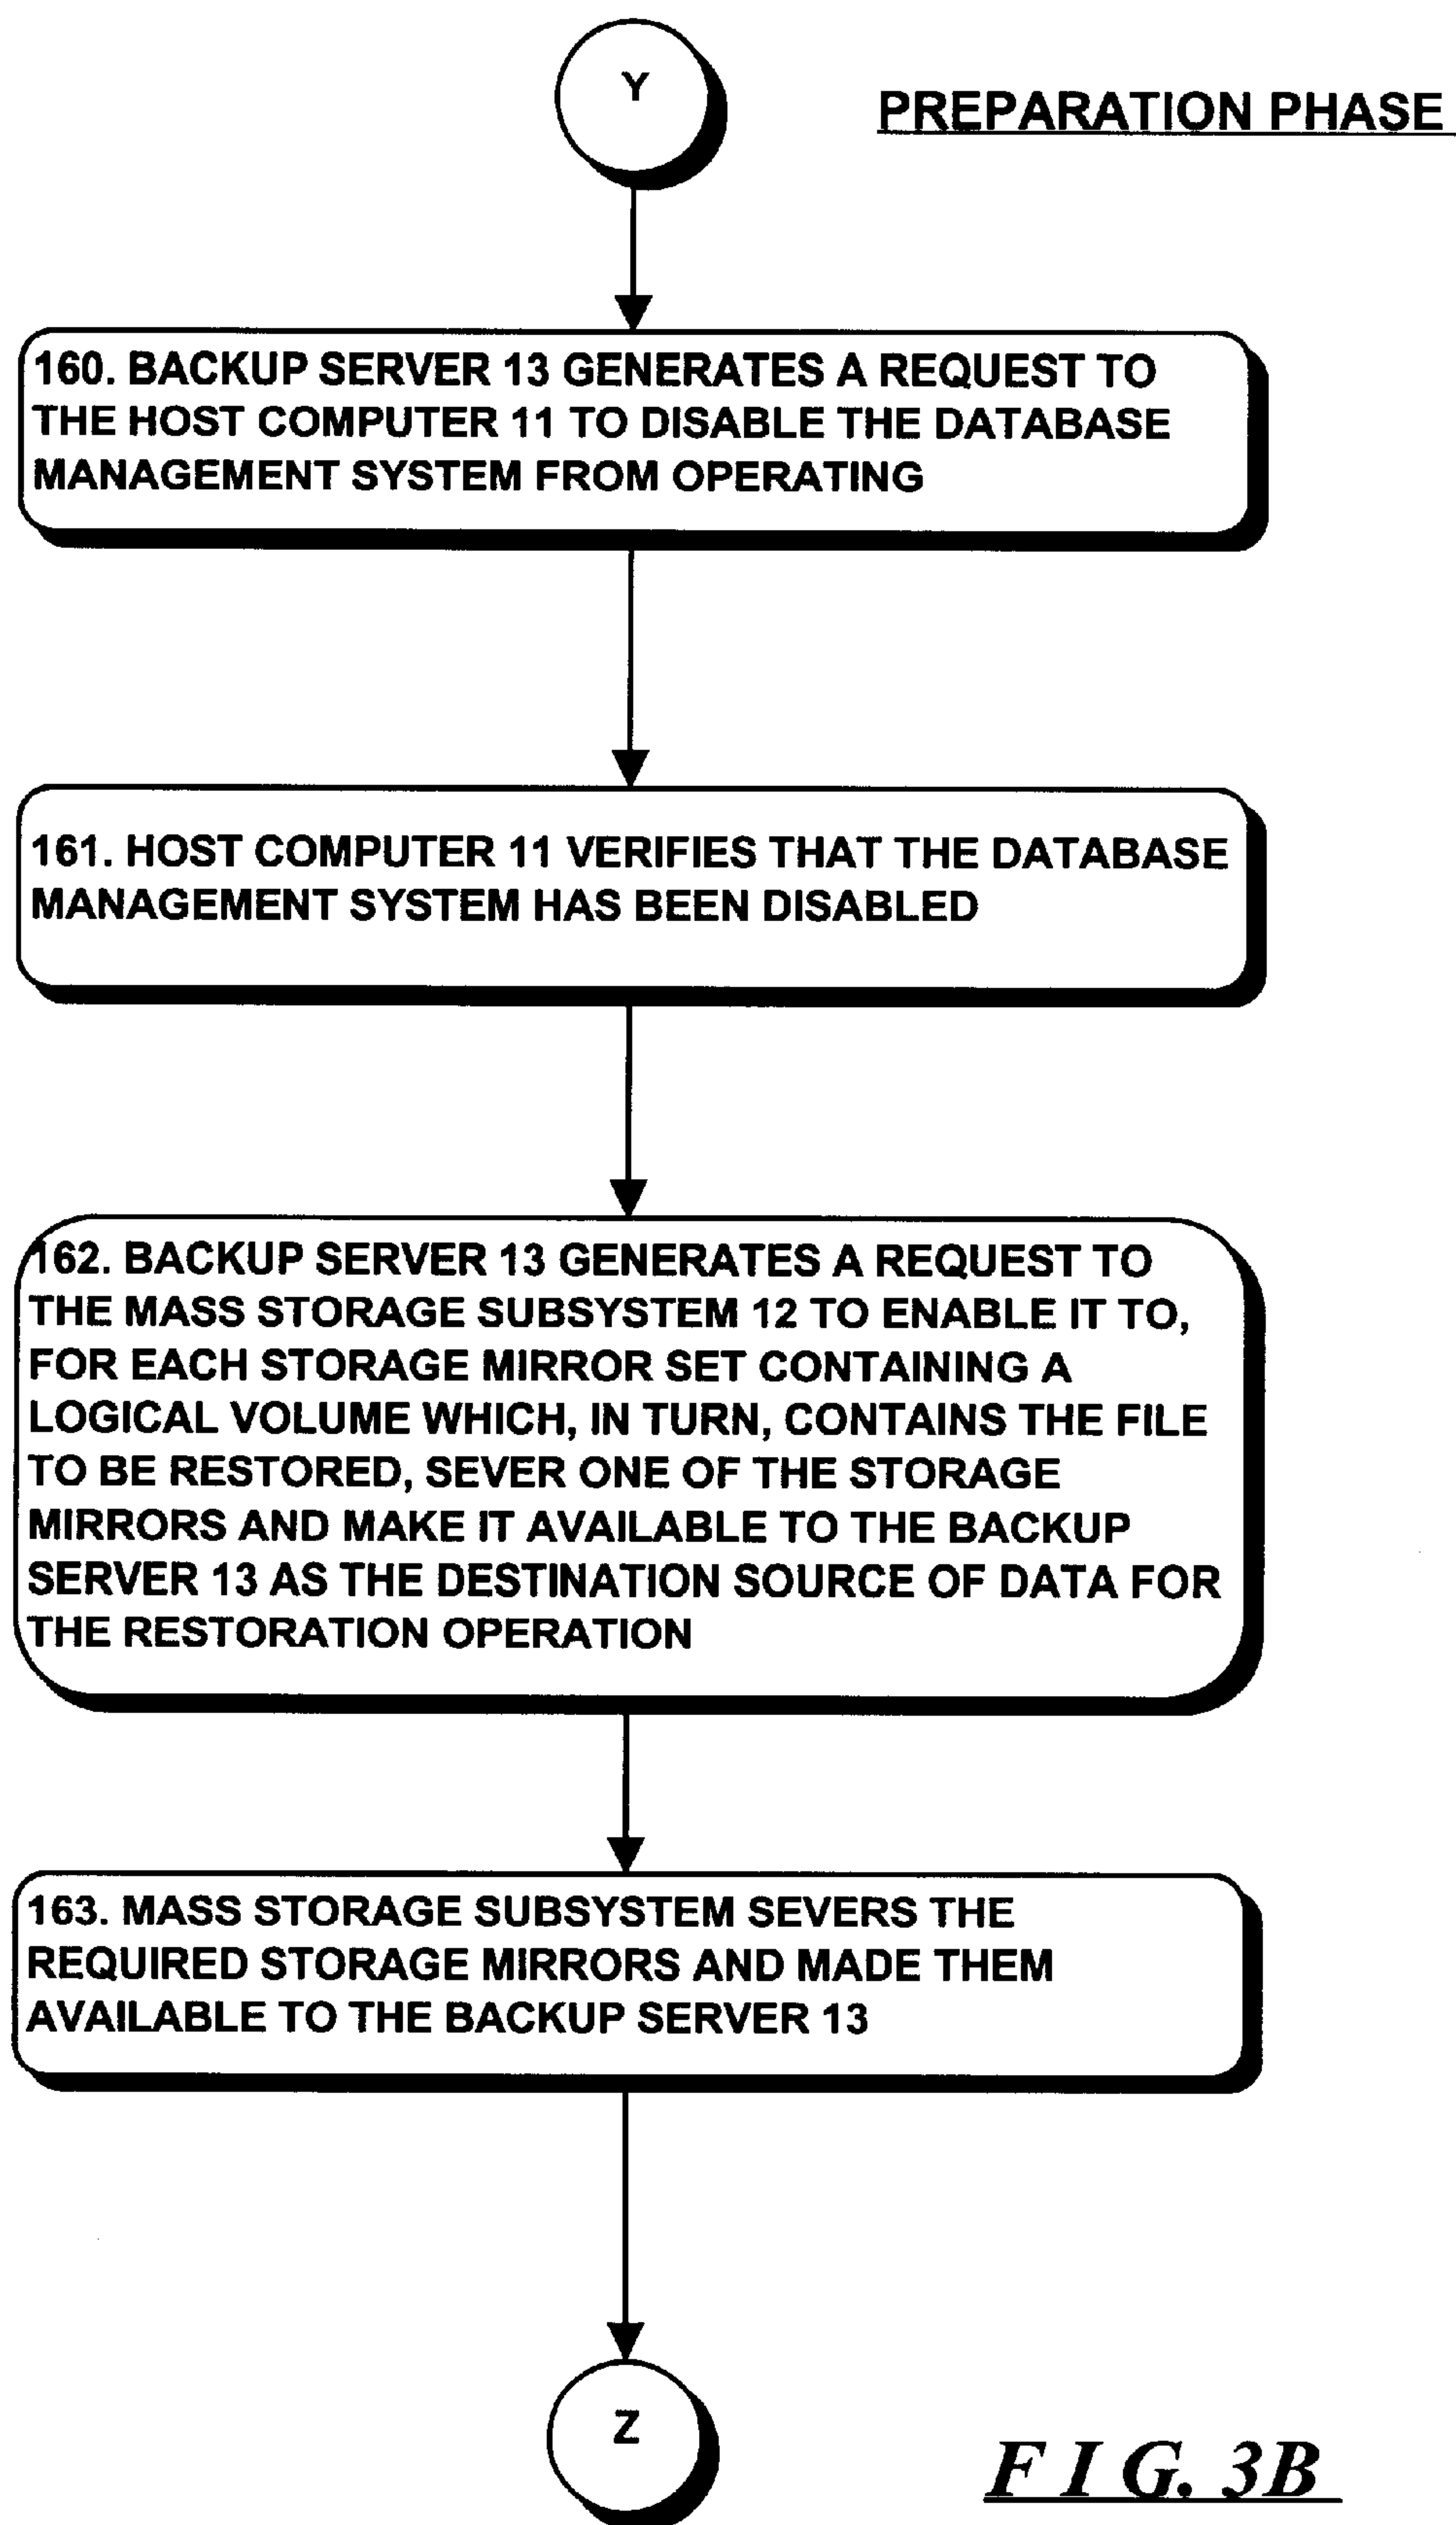 Y
PREPARATION PHASE
160. BACKUP SERVER 13 GENERATES A REQUEST TO
THE HOST COMPUTER 11 TO DISABLE THE DATABASE
MANAGEMENT SYSTEM FROM OPERATING
161. HOST COMPUTER 11 VERIFIES THAT THE DATABASE
MANAGEMENT SYSTEM HAS BEEN DISABLED
162. BACKUP SERVER 13 GENERATES A REQUEST TO
THE MASS STORAGE SUBSYSTEM 12 TO ENABLE IT TO,
FOR EACH STORAGE MIRROR SET CONTAINING A
LOGICAL VOLUME WHICH, IN TURN, CONTAINS THE FILE
TO BE RESTORED, SEVER ONE OF THE STORAGE
MIRRORS AND MAKE IT AVAILABLE TO THE BACKUP
SERVER 13 AS THE DESTINATION SOURCE OF DATA FOR
THE RESTORATION OPERATION
163. MASS STORAGE SUBSYSTEM SEVERS THE
REQUIRED STORAGE MIRRORS AND MADE THEM
AVAILABLE TO THE BACKUP SERVER 13
Z
F I G. 3B